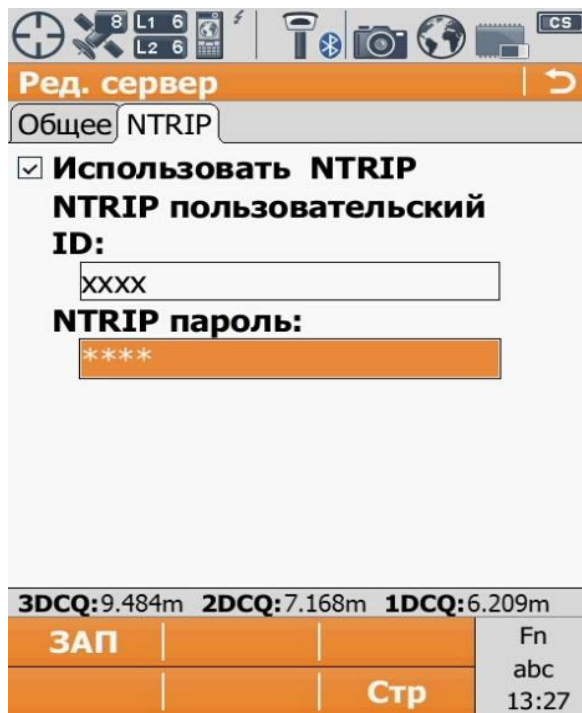 8 L1 6
L2 6
CS
Ред. сервер
Общее NTRIP
Использовать NTRIP
NTRIP пользовательский
ID:
xxxx
NTRIP пароль:
****
3DCQ:9.484m 2DCQ:7.168m 1DCQ:6.209m
ЗАП
Fn
abc
Стр
13:27